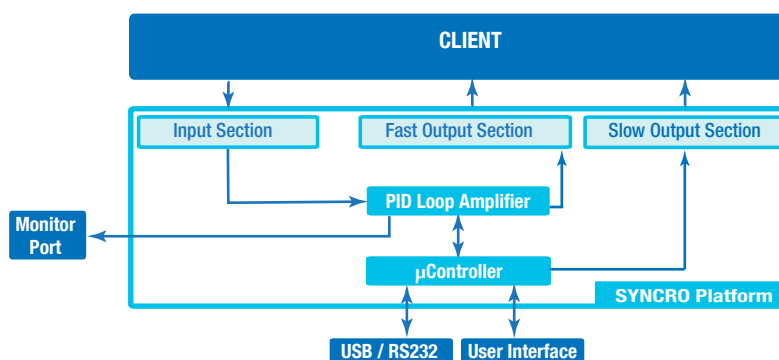 CLIENT
Input Section
Fast Output Section
Slow Output Section
PID Loop Amplifier
Monitor
Port
µController
SYNCRO Platform
USB / RS232
User Interface